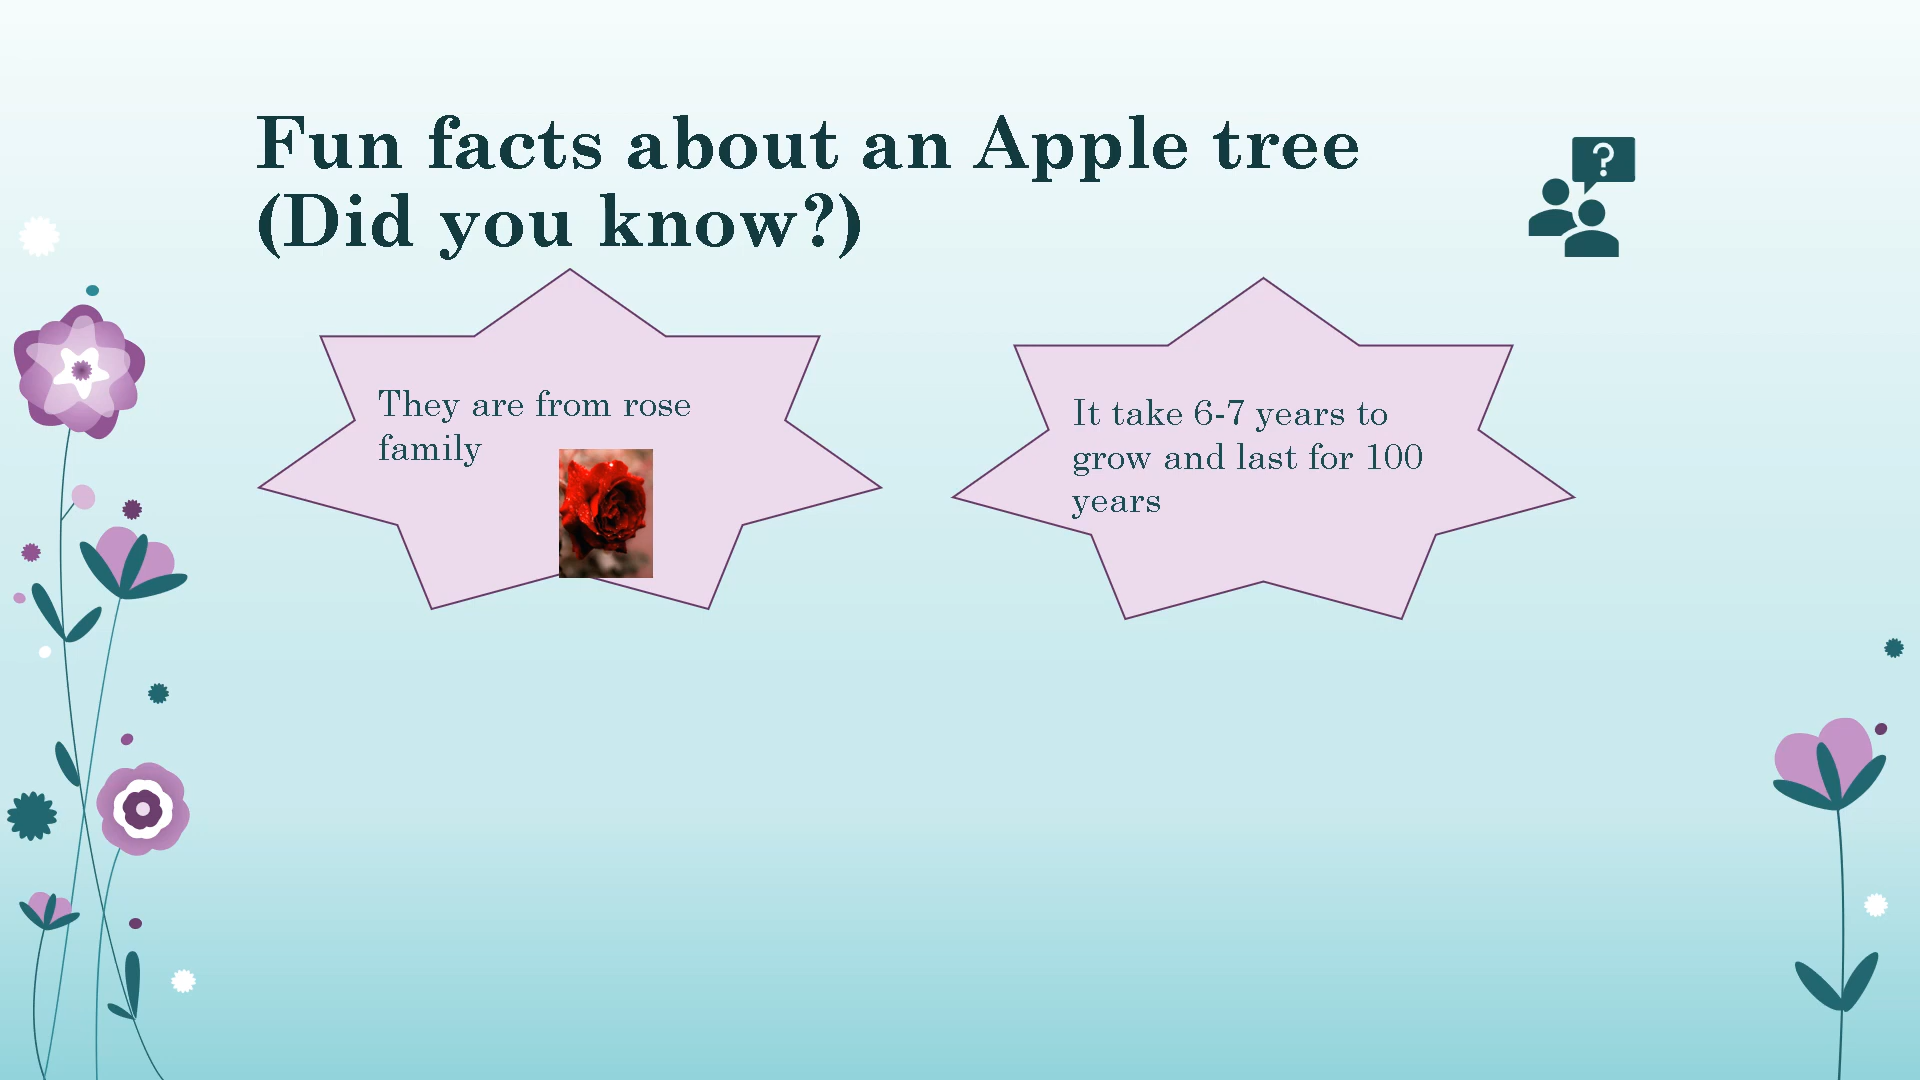 Fun facts about an Apple tree
(Did you know?)
?
They are from rose
family
It take 6-7 years to
grow and last for 100
years